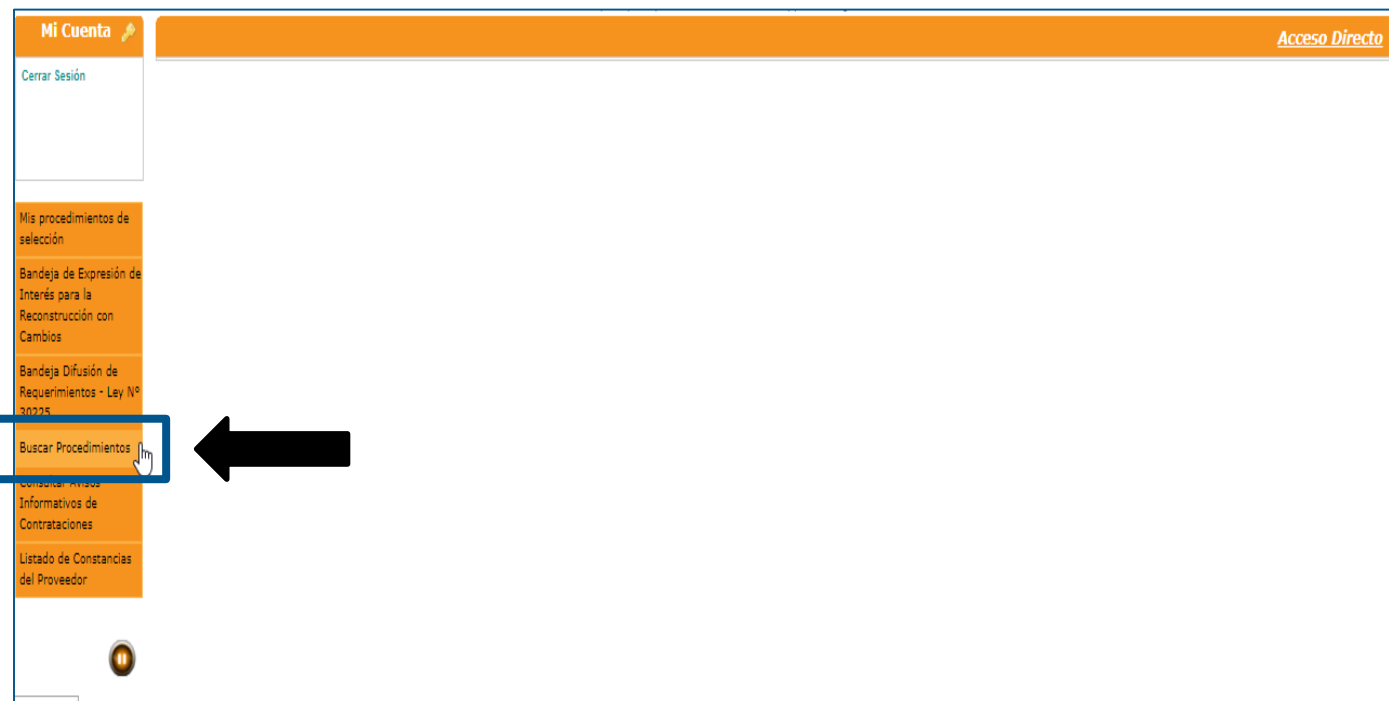 Mi Cuenta
Acceso Directo
Cerrar Sesión
Mis procedimientos de
selección
Bandeja de Expresión de
Interés para la
Reconstrucción con
Cambios
Bandeja Difusión de
Requerimientos - Ley Nº
30225
Buscar Procedimientos
Consultar Avisos
Informativos de
Contrataciones
Listado de Constancias
del Proveedor